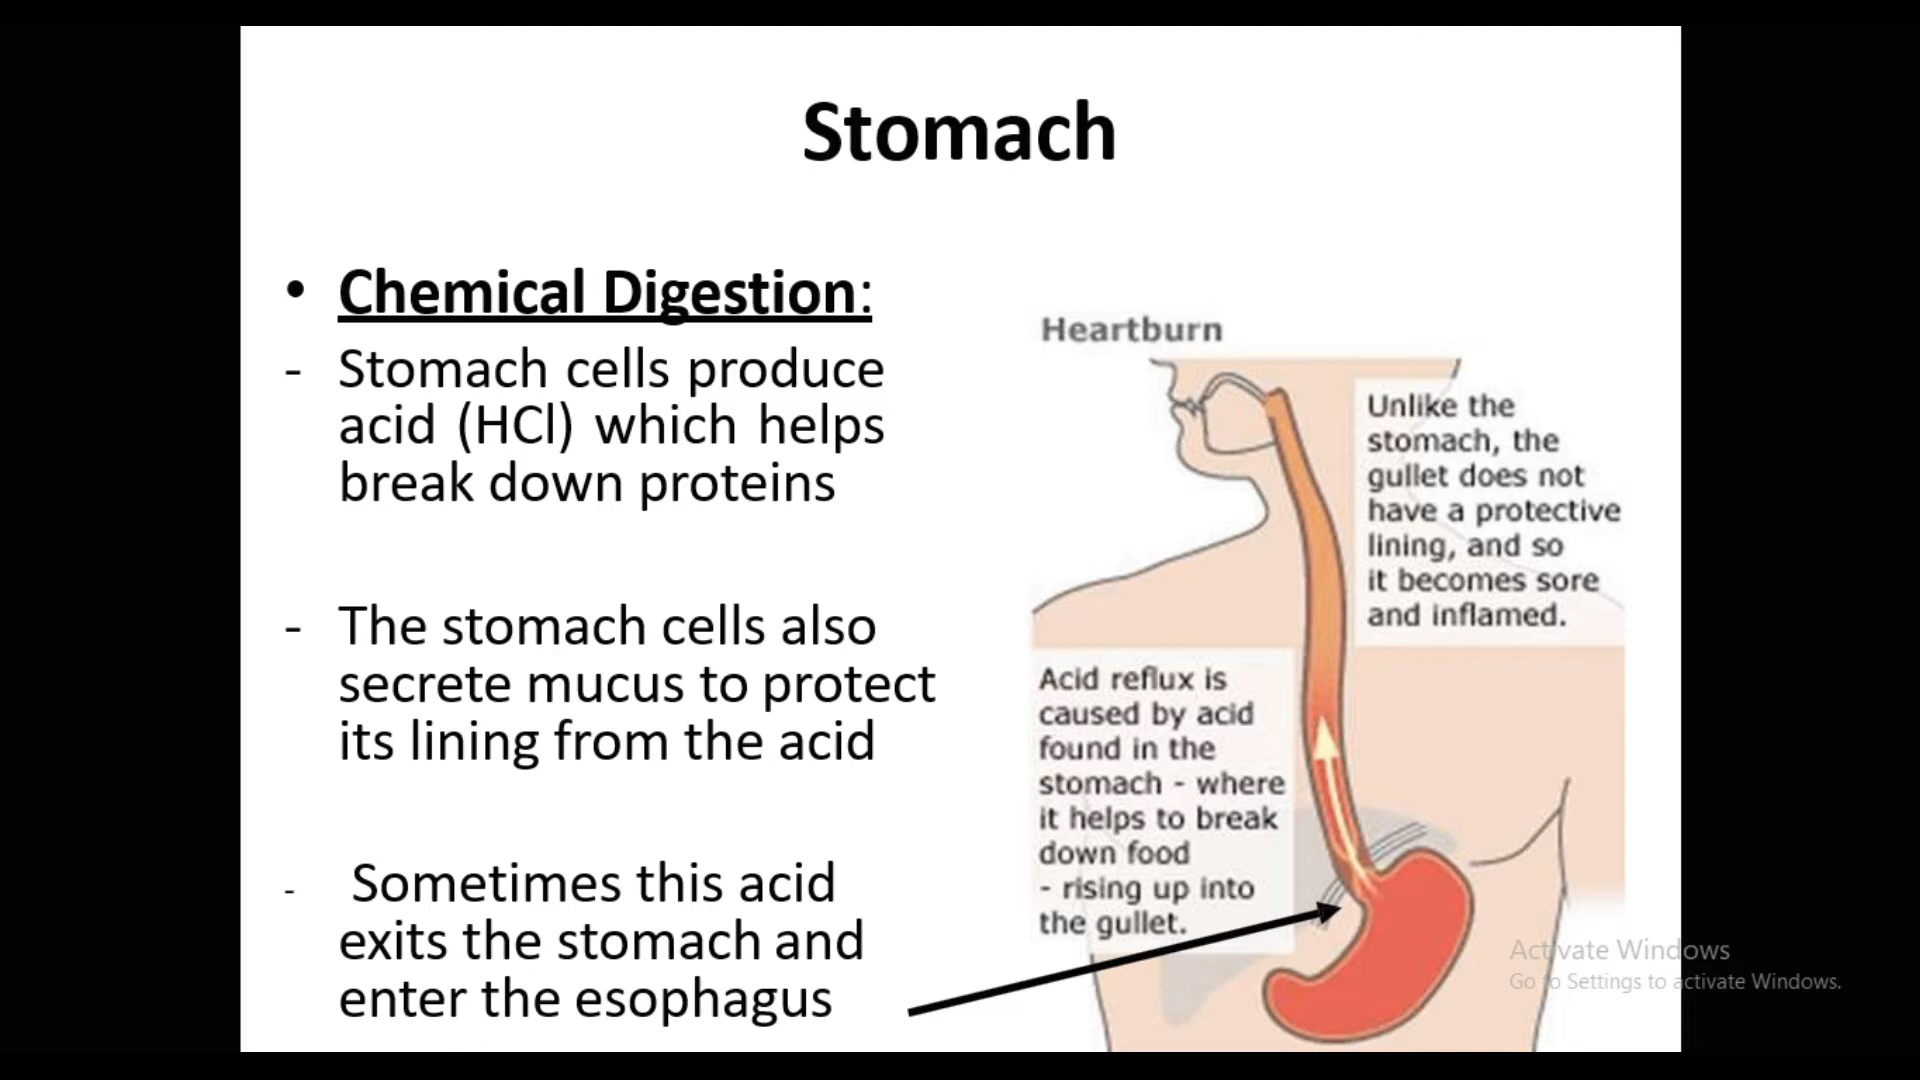 Stomach
• Chemical Digestion:
- Stomach cells produce
acid (HCl) which helps
break down proteins
- The stomach cells also
secrete mucus to protect
its lining from the acid
- Sometimes this acid
exits the stomach and
enter the esophagus
Heartburn
Unlike the
stomach, the
gullet does not
have a protective
lining, and so
it becomes sore
and inflamed.
Acid reflux is
caused by acid
found in the
stomach - where
it helps to break
down food
- rising up into
the gullet.
Activate Windows
Go to Settings to activate Windows.